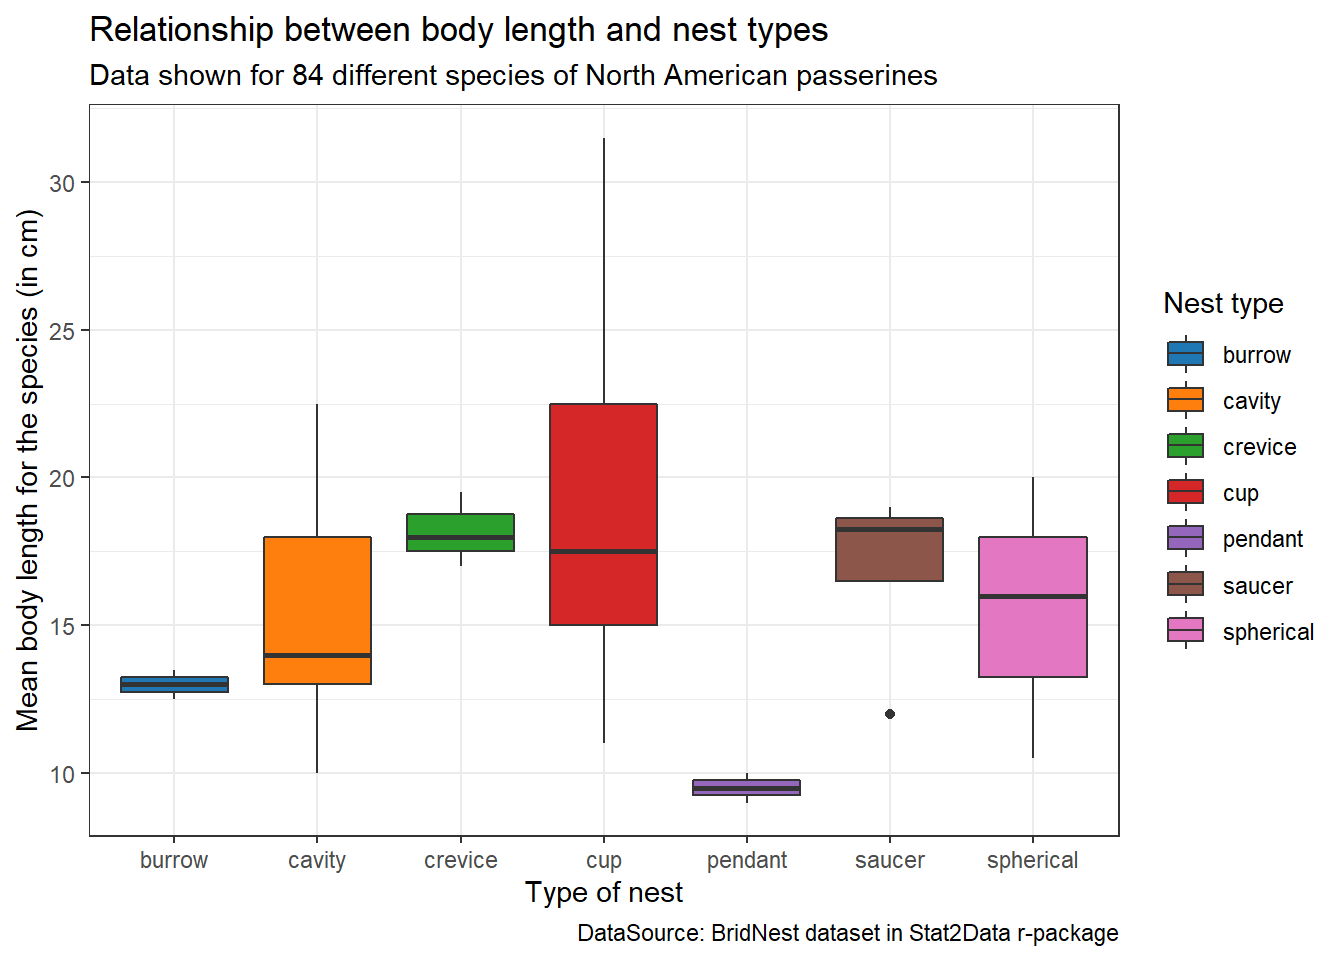 Relationship between body length and nest types
Data shown for 84 different species of North American passerines
Mean body length for the species (in cm)
30
25
20
15
10
burrow
cavity
crevice
cup
pendant
saucer
spherical
Type of nest
Nest type
burrow
cavity
crevice
cup
pendant
saucer
spherical
DataSource: BridNest dataset in Stat2Data r-package